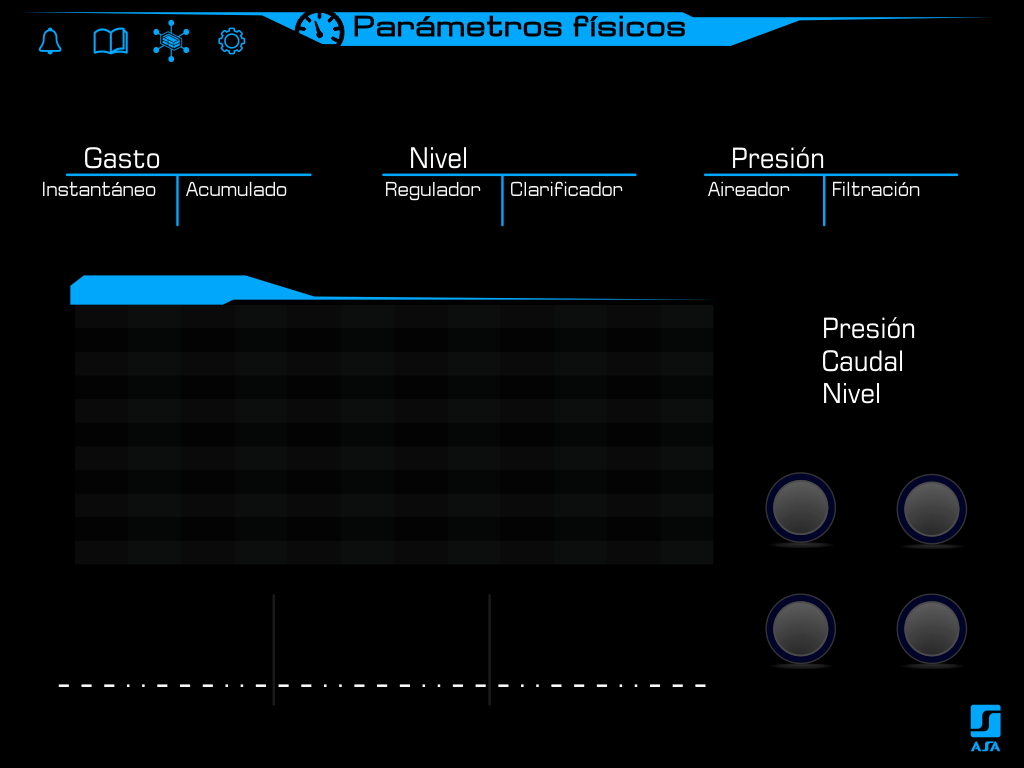 Parámetros físicos
Gasto
Instantáneo Acumulado
Nivel
Regulador Clarificador
Presión
Aireador Filtración
Presión
Caudal
Nivel
ASA